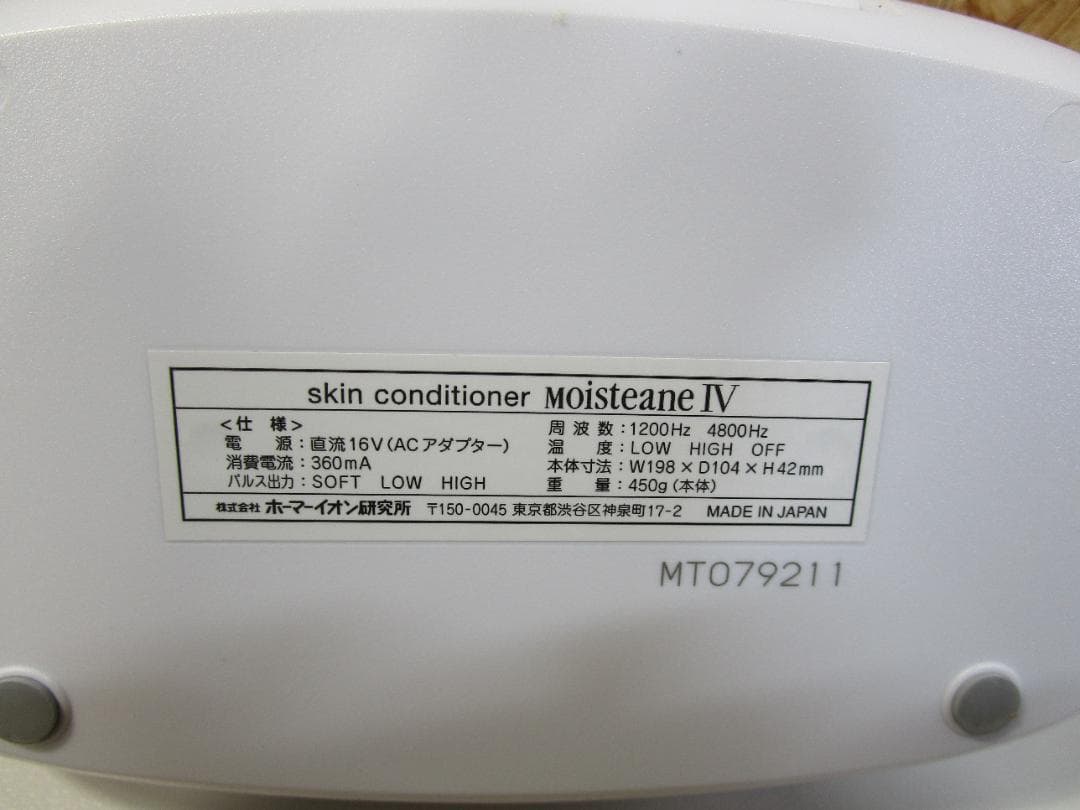 skin conditioner Moisteane IV
<仕 様>
電 源：直流16V(ACアダプター)
消費電流：360mA
パルス出力：SOFT LOW HIGH
周波数：1200Hz 4800Hz
温 度：LOW HIGH OFF
本体寸法：W198×D104×H42mm
重 量：450g(本体)
株式会社 ホーマーイオン研究所 〒150-0045 東京都渋谷区神泉町17-2 MADE IN JAPAN
MT079211